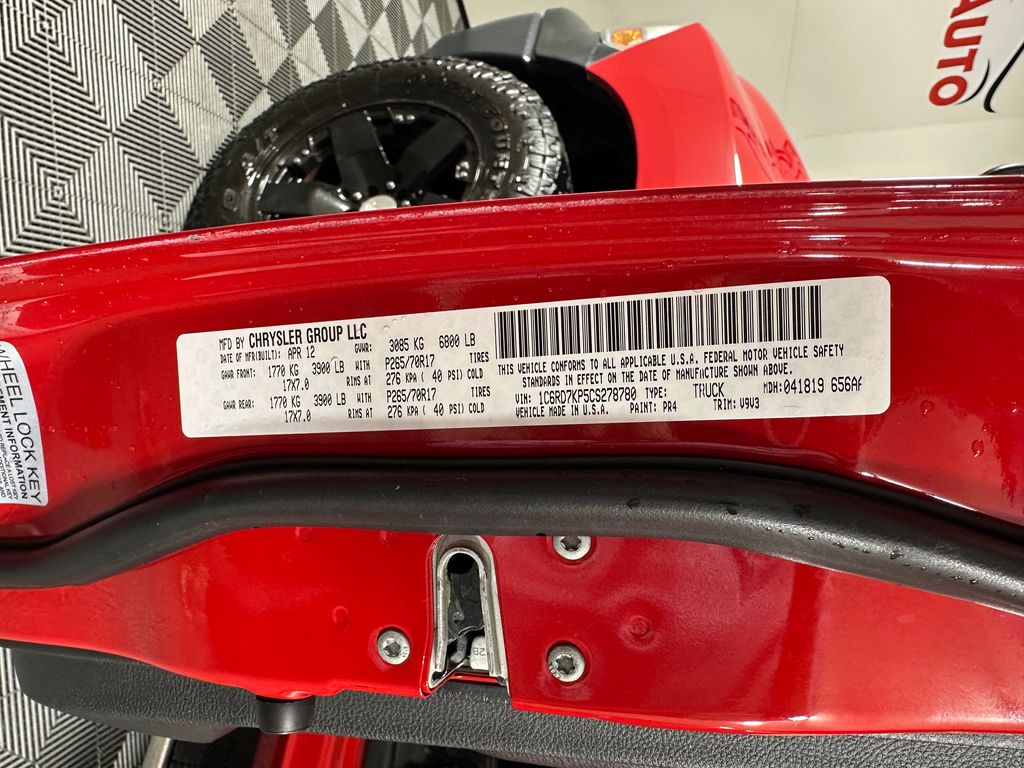 AUTO
MFD BY CHRYSLER GROUP LLC
DATE OF MFR(BUILT): APR 12 GVWR: 3085 KG 6800 LB
GAWR FRONT: 1770 KG 3900 LB WITH P265/70R17 TIRES
17X7.0 RIMS AT 276 KPA ( 40 PSI) COLD
GAWR REAR: 1770 KG 3900 LB WITH P265/70R17 TIRES
17X7.0 RIMS AT 276 KPA ( 40 PSI) COLD
THIS VEHICLE CONFORMS TO ALL APPLICABLE U.S.A. FEDERAL MOTOR VEHICLE SAFETY
STANDARDS IN EFFECT ON THE DATE OF MANUFACTURE SHOWN ABOVE.
VIN: 1C6RD7KP5CS278780 TYPE: TRUCK MDH: 041819 656AA
VEHICLE MADE IN U.S.A. PAINT: PR4 TRIM: V9V3
WHEEL LOCK KEY
INFORMATION